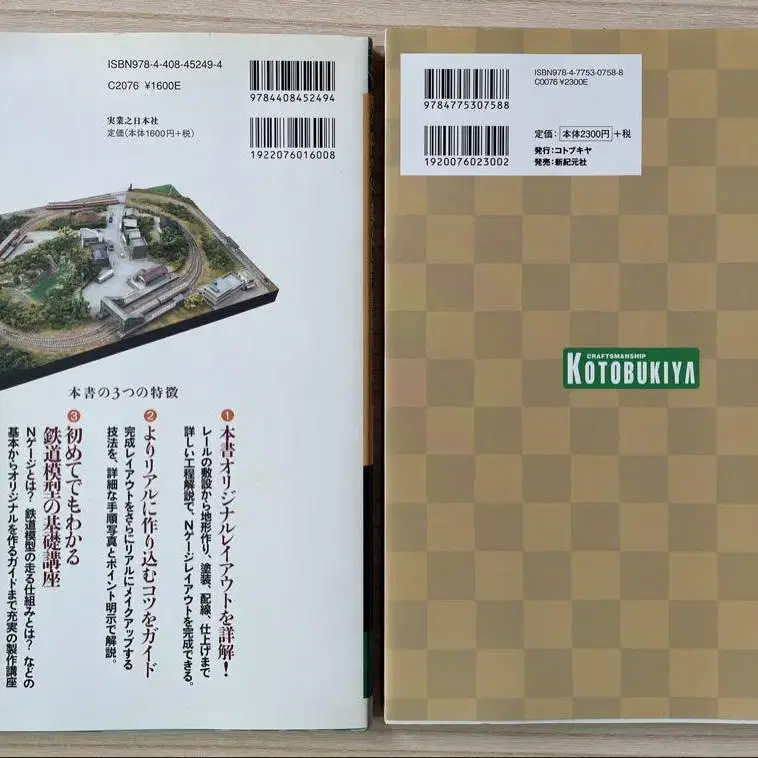 ISBN978-4-408-45249-4
C2076 ¥1600E
9784408452494
実業之日本社
定価(本体1600円+税)
1922076016008
本書の3つの特徴
❶本書オリジナルレイアウトを詳解!
レールの敷設から地形作り、塗装、配線、仕上げまで
詳しい工程解説で、Nゲージレイアウトを完成できる。
❷よりリアルに作り込むコツをガイド
完成レイアウトをさらにリアルにメイクアップする
技法を、詳細な手順写真とポイント明示で解説。
❸初めてでもわかる
鉄道模型の基礎講座
Nゲージとは? 鉄道模型の走る仕組みとは? などの
基本からオリジナルを作るガイドまで充実の製作講座
ISBN978-4-7753-0758-8
C0076 ¥2300E
9784775307588
1920076023002
定価: 本体2300円 +税
発行:コトブキヤ
発売:新紀元社
CRAFTSMANSHIP
KOTOBUKIYA